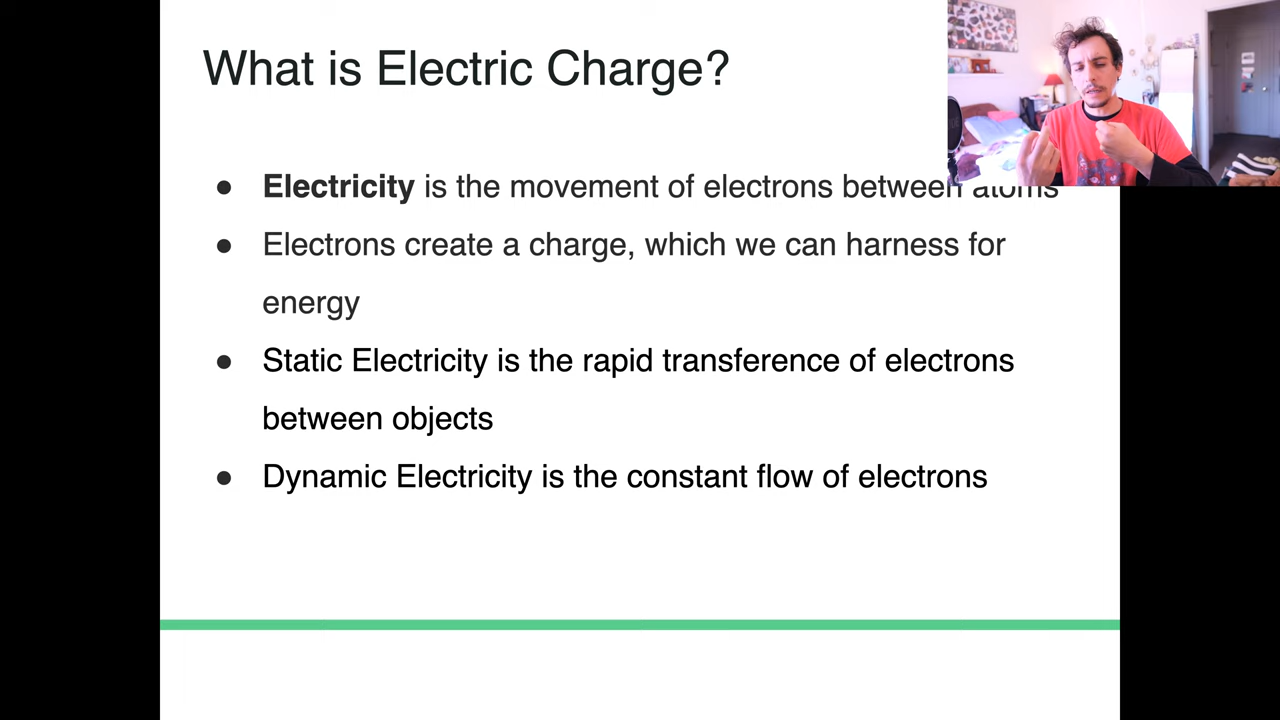 What is Electric Charge?
● Electricity is the movement of electrons between atoms
● Electrons create a charge, which we can harness for
energy
● Static Electricity is the rapid transference of electrons
between objects
● Dynamic Electricity is the constant flow of electrons